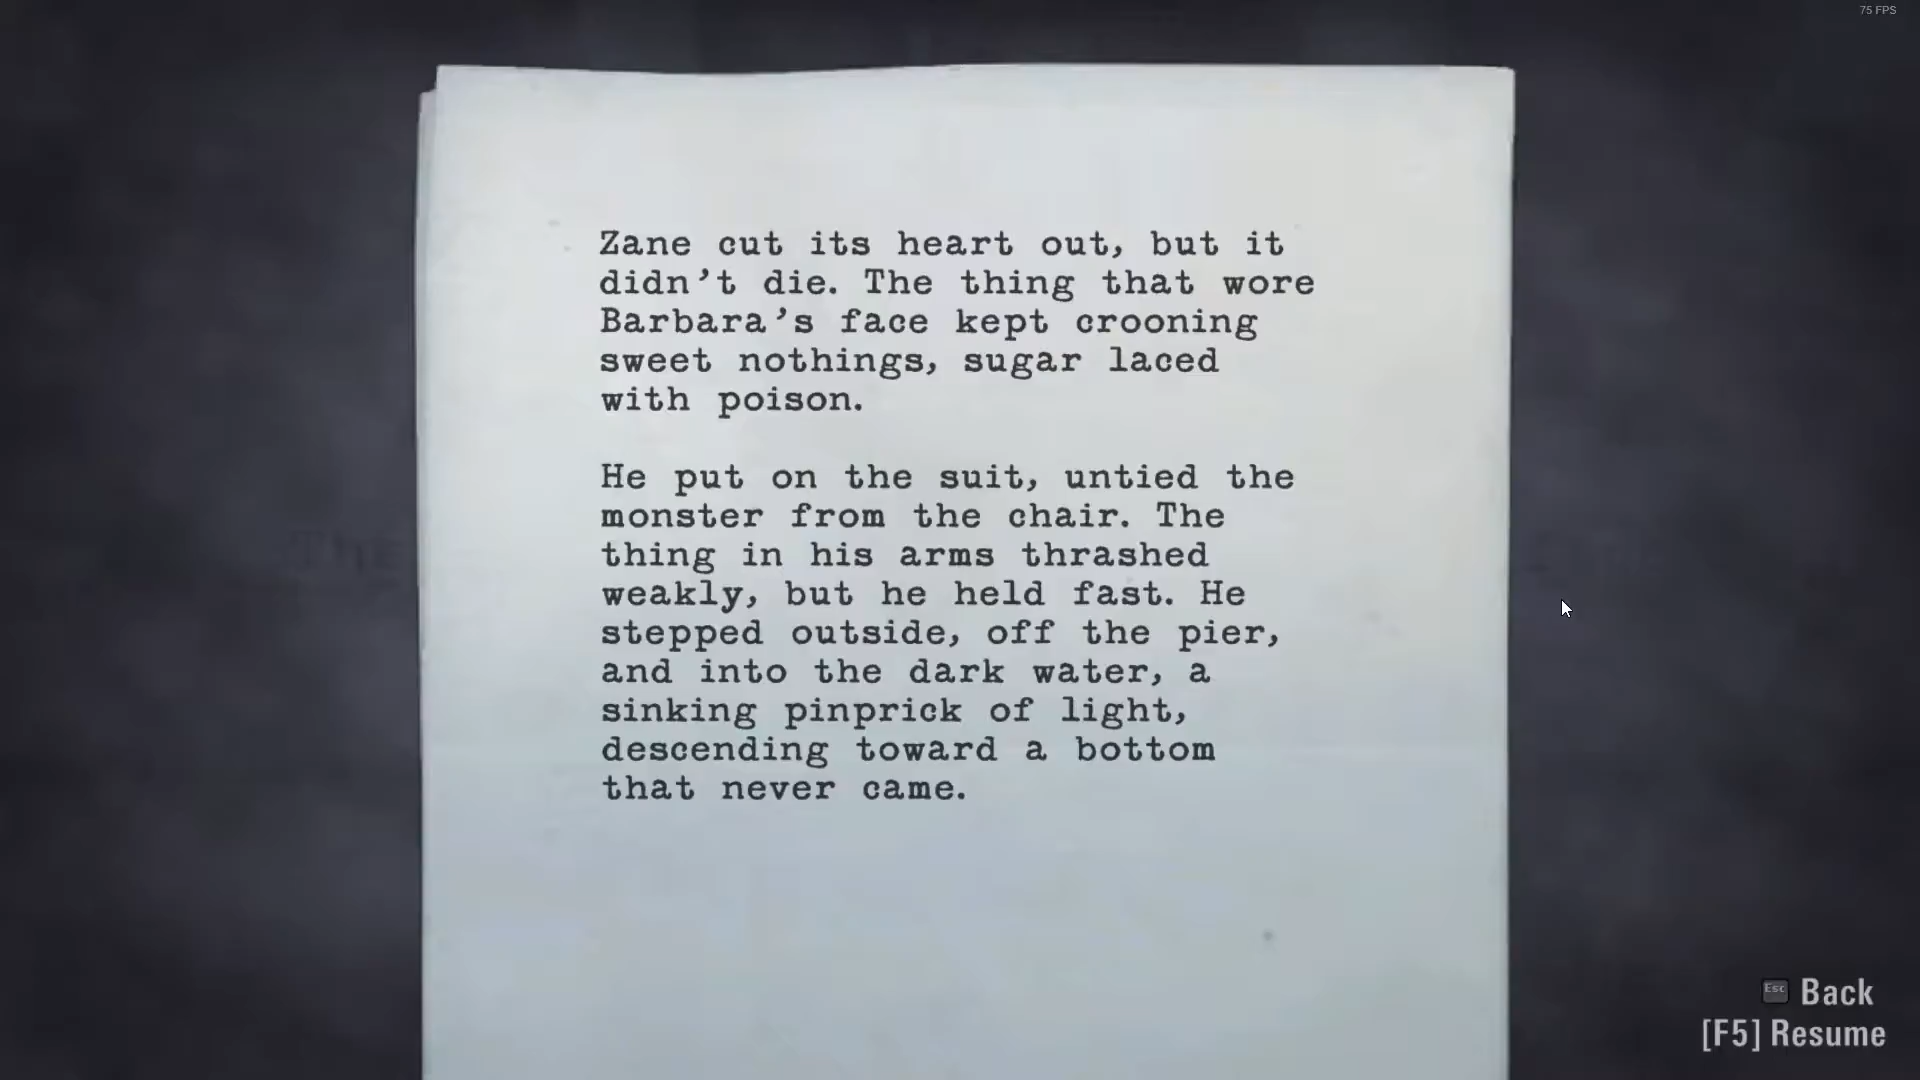 75 FPS
Zane cut its heart out, but it
didn’t die. The thing that wore
Barbara’s face kept crooning
sweet nothings, sugar laced
with poison.
He put on the suit, untied the
monster from the chair. The
thing in his arms thrashed
weakly, but he held fast. He
stepped outside, off the pier,
and into the dark water, a
sinking pinprick of light,
descending toward a bottom
that never came.
Esc Back
[F5] Resume